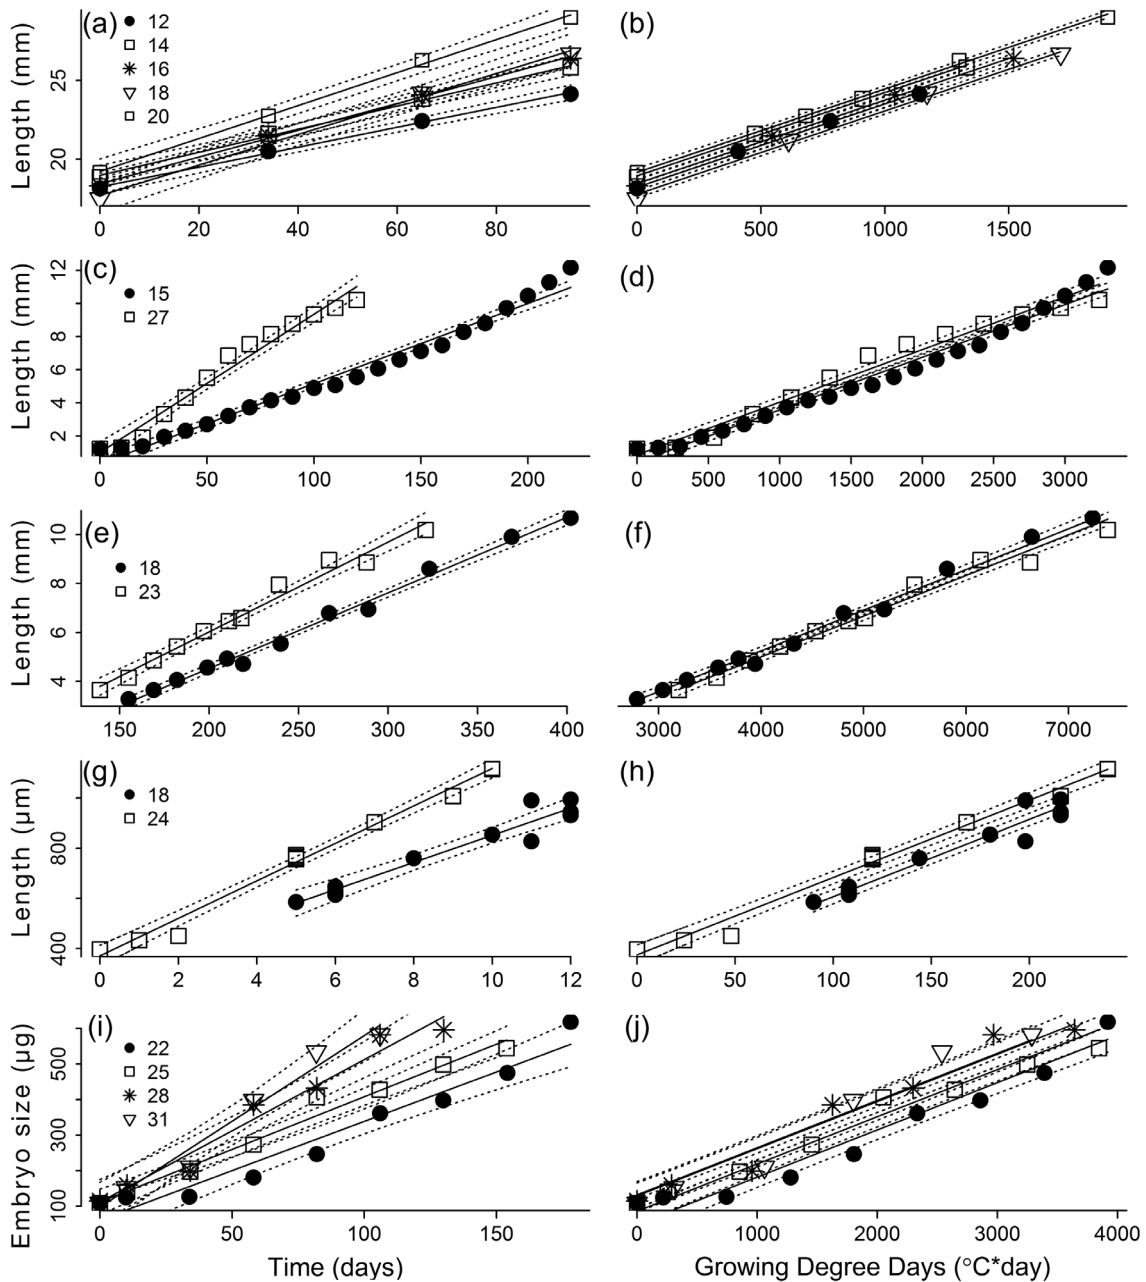 (a)
12
14
16
18
20
Length (mm)
20 25
0 20 40 60 80
(b)
0 500 1000 1500
(c)
15
27
Length (mm)
2 4 6 8 10 12
0 50 100 150 200
(d)
0 500 1000 1500 2000 2500 3000
(e)
18
23
Length (mm)
4 6 8 10
150 200 250 300 350 400
(f)
3000 4000 5000 6000 7000
(g)
18
24
Length (µm)
400 800
0 2 4 6 8 10 12
(h)
0 50 100 150 200
(i)
22
25
28
31
Embryo size (µg)
100 300 500
0 50 100 150
Time (days)
(j)
0 1000 2000 3000 4000
Growing Degree Days (°C*day)